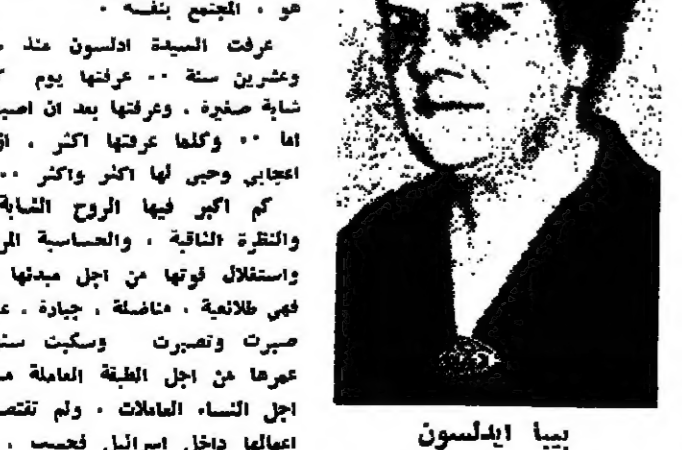 هو ، المجتمع بنفسه .
عرفت السيدة ادلسون منذ
وعشرين سنة .. عرفتها يوم
شابة صغيرة ، وعرفتها بعد ان
اما .. وكلما عرفتها اكثر ،
اعجابي وحبي لها اكثر واكثر ..
كم اكبر فيها الروح الشابة
والنظرة الثاقبة ، والحساسية
واستغلال قوتها من اجل مبدئها
فهي طلائعية ، مناضلة ، جبارة ،
صبرت وتصبرت وسكبت
عمرها من اجل الطبقة العاملة
اجل النساء العاملات . ولم
اعمالها داخل اسرائيل فحسب ،
بيبا ايدلسون